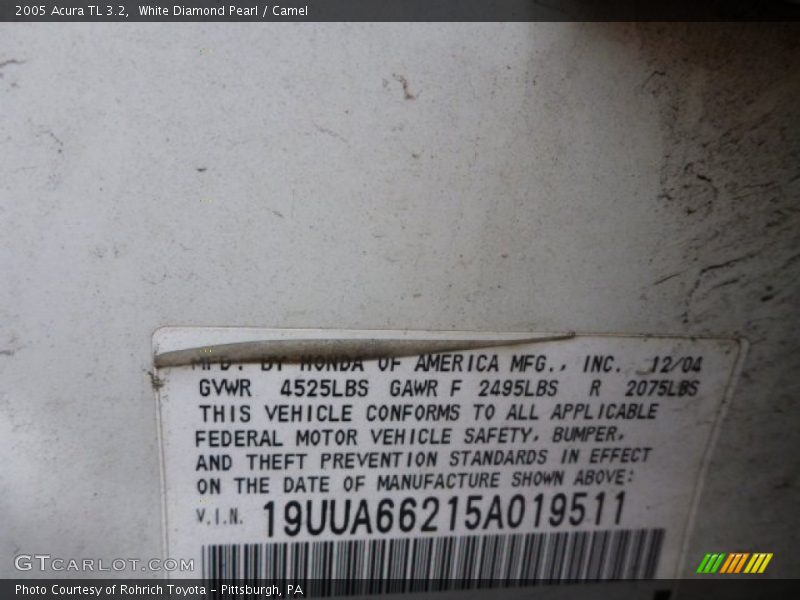 2005 Acura TL 3.2, White Diamond Pearl / Camel
MFD. BY HONDA OF AMERICA MFG., INC. 12/04
GVWR 4525LBS GAWR F 2495LBS R 2075LBS
THIS VEHICLE CONFORMS TO ALL APPLICABLE
FEDERAL MOTOR VEHICLE SAFETY, BUMPER,
AND THEFT PREVENTION STANDARDS IN EFFECT
ON THE DATE OF MANUFACTURE SHOWN ABOVE:
V.I.N. 19UUA66215A019511
GTCARLOT.COM
Photo Courtesy of Rohrich Toyota - Pittsburgh, PA